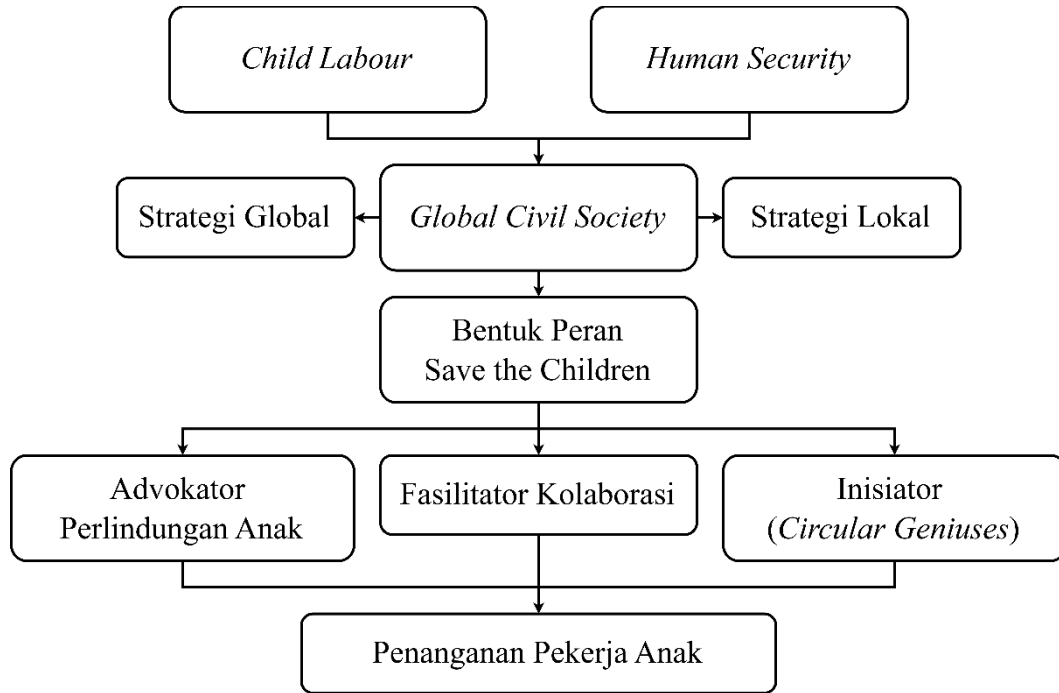 Child Labour
Human Security
Strategi Global
Global Civil Society
Strategi Lokal
Bentuk Peran
Save the Children
Advokator
Perlindungan Anak
Fasilitator Kolaborasi
Inisiator
(Circular Geniuses)
Penanganan Pekerja Anak